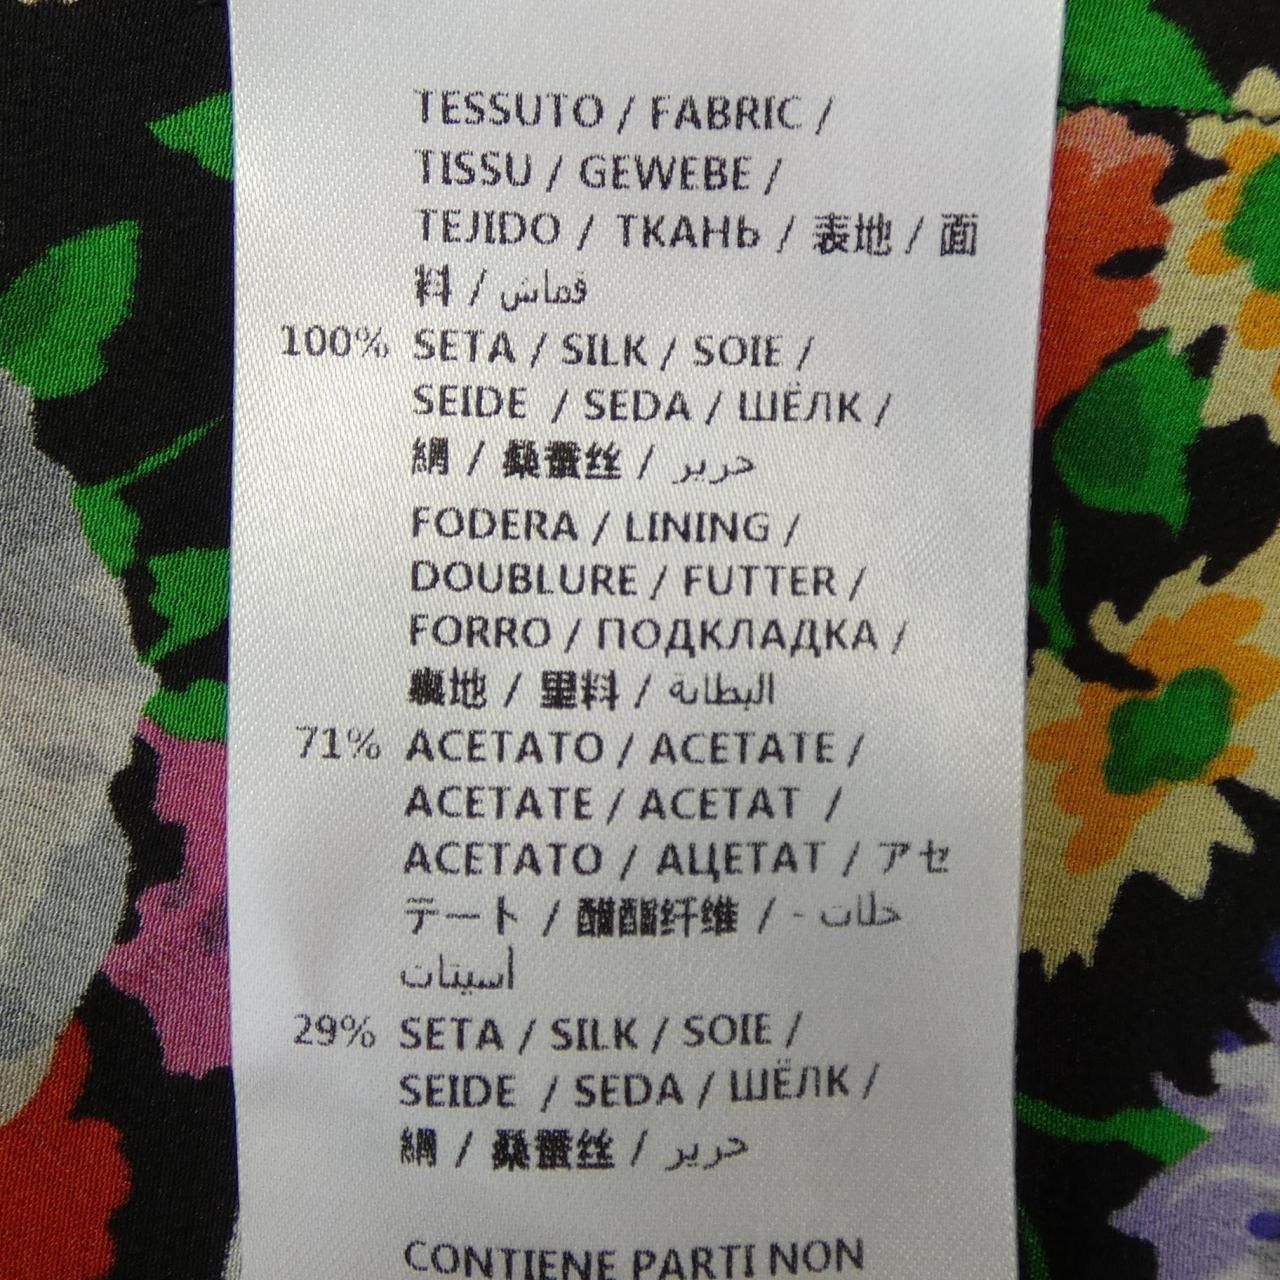 TESSUTO / FABRIC /
TISSU / GEWEBE /
TEJIDO / ТКАНЬ / 表地 / 面
料 / قماش
100% SETA / SILK / SOIE /
SEIDE / SEDA / ШЁЛК /
絹 / 桑蚕丝 / حرير
FODERA / LINING /
DOUBLURE / FUTTER /
FORRO / ПОДКЛАДКА /
裏地 / 里料 / البطانة
71% ACETATO / ACETATE /
ACETATE / ACETAT /
ACETATO / АЦЕТАТ / アセ
テート / 醋酯纤维 / - خلات
أسيتات
29% SETA / SILK / SOIE /
SEIDE / SEDA / ШЁЛК /
絹 / 桑蚕丝 / حرير
CONTIENE PARTI NON